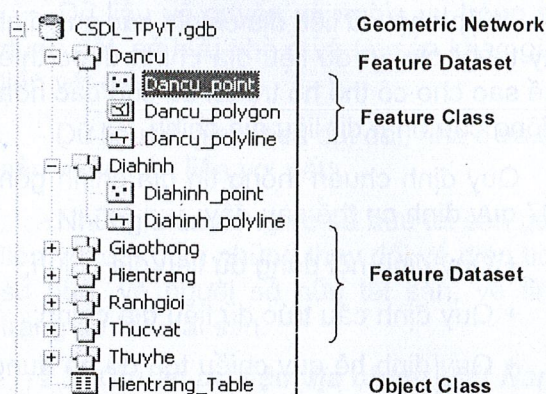 CSDL_TPVT.gdb Geometric Network
Dancu Feature Dataset
Dancu_point
Dancu_polygon Feature Class
Dancu_polyline
Diahinh
Diahinh_point
Diahinh_polyline
Giaothong
Hientrang Feature Dataset
Ranhgioi
Thucvat
Thuyhe
Hientrang_Table Object Class